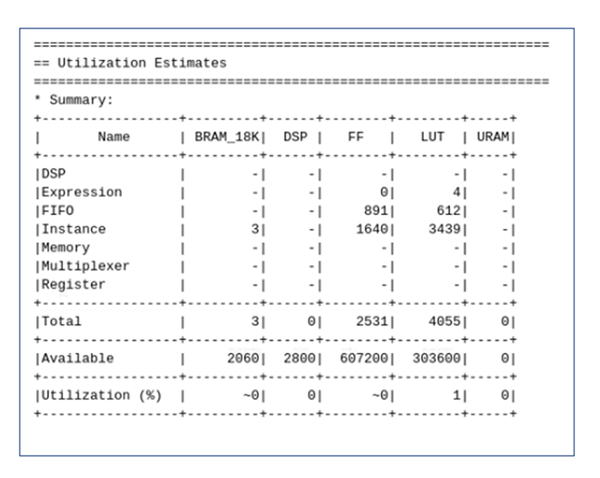 ================================================================
== Utilization Estimates
================================================================
* Summary:
+-----------------+---------+------+--------+--------+-----+
|       Name      | BRAM_18K|  DSP |   FF   |   LUT  | URAM|
+-----------------+---------+------+--------+--------+-----+
|DSP              |        -|     -|       -|       -|    -|
|Expression       |        -|     -|       0|       4|    -|
|FIFO             |        -|     -|     891|     612|    -|
|Instance         |        3|     -|    1640|    3439|    -|
|Memory           |        -|     -|       -|       -|    -|
|Multiplexer      |        -|     -|       -|       -|    -|
|Register         |        -|     -|       -|       -|    -|
+-----------------+---------+------+--------+--------+-----+
|Total            |        3|     0|    2531|    4055|    0|
+-----------------+---------+------+--------+--------+-----+
|Available        |     2060|  2800|  607200|  303600|    0|
+-----------------+---------+------+--------+--------+-----+
|Utilization (%)  |       ~0|     0|      ~0|       1|    0|
+-----------------+---------+------+--------+--------+-----+